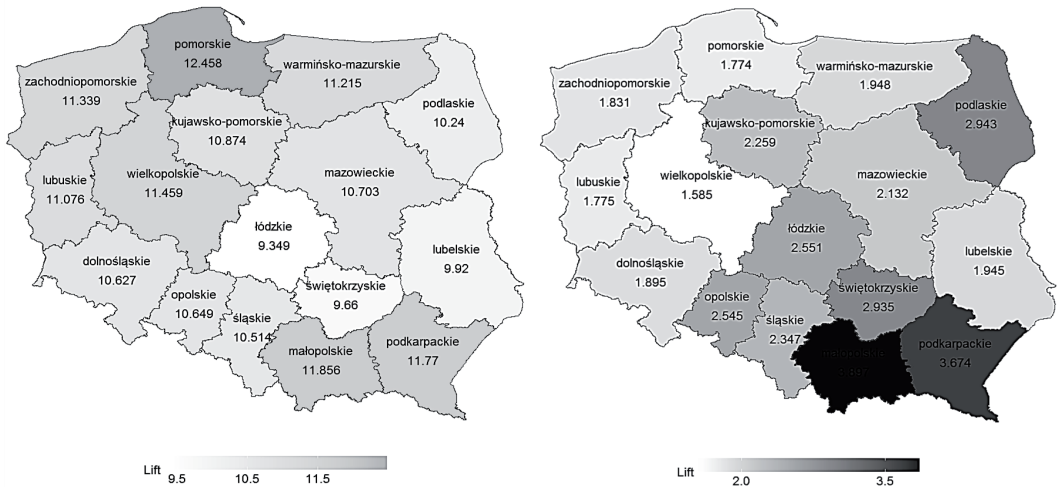 pomorskie
12.458
zachodniopomorskie
11.339
warmińsko-mazurskie
11.215
podlaskie
10.24
kujawsko-pomorskie
10.874
lubuskie
11.076
wielkopolskie
11.459
mazowieckie
10.703
łódzkie
9.349
lubelskie
9.92
dolnośląskie
10.627
opolskie
10.649
śląskie
10.514
świętokrzyskie
9.66
małopolskie
11.856
podkarpackie
11.77
Lift 9.5 10.5 11.5
pomorskie
1.774
zachodniopomorskie
1.831
warmińsko-mazurskie
1.948
podlaskie
2.943
kujawsko-pomorskie
2.259
lubuskie
1.775
wielkopolskie
1.585
mazowieckie
2.132
łódzkie
2.551
lubelskie
1.945
dolnośląskie
1.895
opolskie
2.545
śląskie
2.347
świętokrzyskie
2.935
podkarpackie
3.674
Lift 2.0 3.5